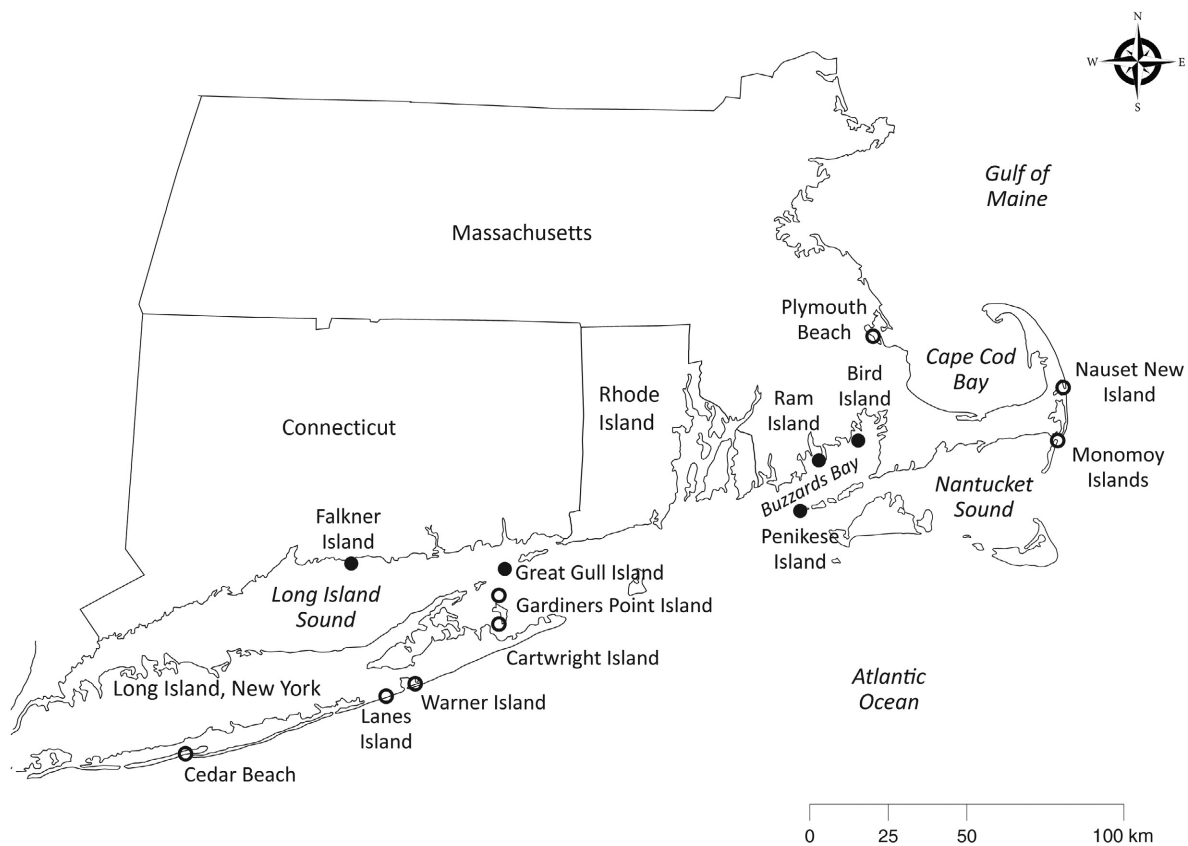 N
W
E
S
Gulf of
Maine
Massachusetts
Plymouth
Beach
Cape Cod
Bay
Nauset New
Island
Bird
Island
Ram
Island
Rhode
Island
Connecticut
Monomoy
Islands
Buzzards Bay
Nantucket
Sound
Penikese
Island
Falkner
Island
Great Gull Island
Long Island
Sound
Gardiners Point Island
Cartwright Island
Long Island, New York
Warner Island
Lanes
Island
Atlantic
Ocean
Cedar Beach
0
25
50
100 km